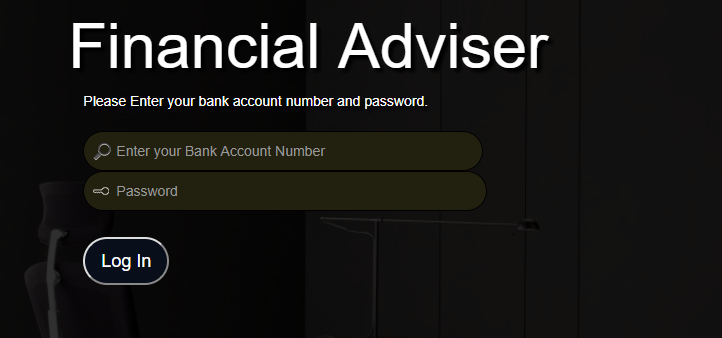 Financial Adviser
Please Enter your bank account number and password.
Enter your Bank Account Number
Password
Log In